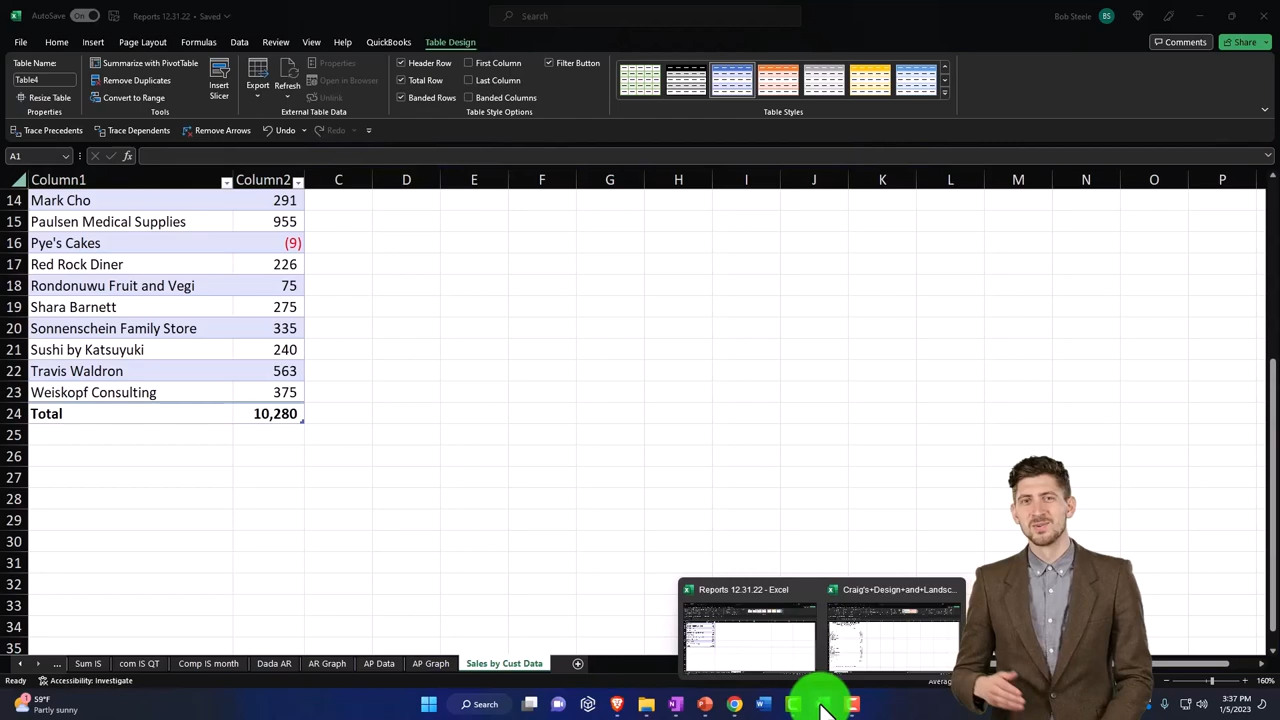 AutoSave On Reports 12.31.22 • Saved Search Bob Steele BS
File Home Insert Page Layout Formulas Data Review View Help QuickBooks Table Design Comments Share
Table Name: Summarize with PivotTable Properties Header Row First Column Filter Button
Table4 Remove Duplicates Open in Browser Total Row Last Column
Resize Table Convert to Range Insert Slicer Export Refresh Unlink Banded Rows Banded Columns
Properties Tools External Table Data Table Style Options Table Styles
Trace Precedents Trace Dependents Remove Arrows Undo Redo
A1 fx
Column1 Column2 C D E F G H I J K L M N O P
14 Mark Cho 291
15 Paulsen Medical Supplies 955
16 Pye's Cakes (9)
17 Red Rock Diner 226
18 Rondonuwu Fruit and Vegi 75
19 Shara Barnett 275
20 Sonnenschein Family Store 335
21 Sushi by Katsuyuki 240
22 Travis Waldron 563
23 Weiskopf Consulting 375
24 Total 10,280
25
26
27
28
29
30
31
32
33
34
35
Reports 12.31.22 - Excel Craig's+Design+and+Landsc...
... Sum IS com IS QT Comp IS month Dada AR AR Graph AP Data AP Graph Sales by Cust Data
Ready Accessibility: Investigate 160%
59°F
Partly sunny
Search
3:37 PM
1/5/2023